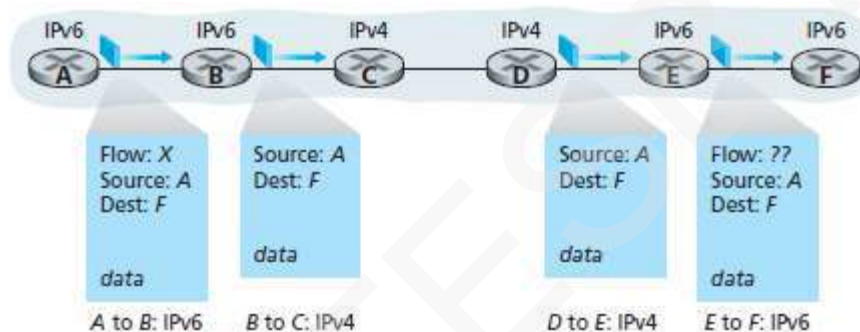 IPv6
IPv6
IPv4
IPv4
IPv6
IPv6
A
B
C
D
E
F
Flow: X
Source: A
Dest: F
data
Source: A
Dest: F
data
Source: A
Dest: F
data
Flow: ??
Source: A
Dest: F
data
A to B: IPv6
B to C: IPv4
D to E: IPv4
E to F: IPv6